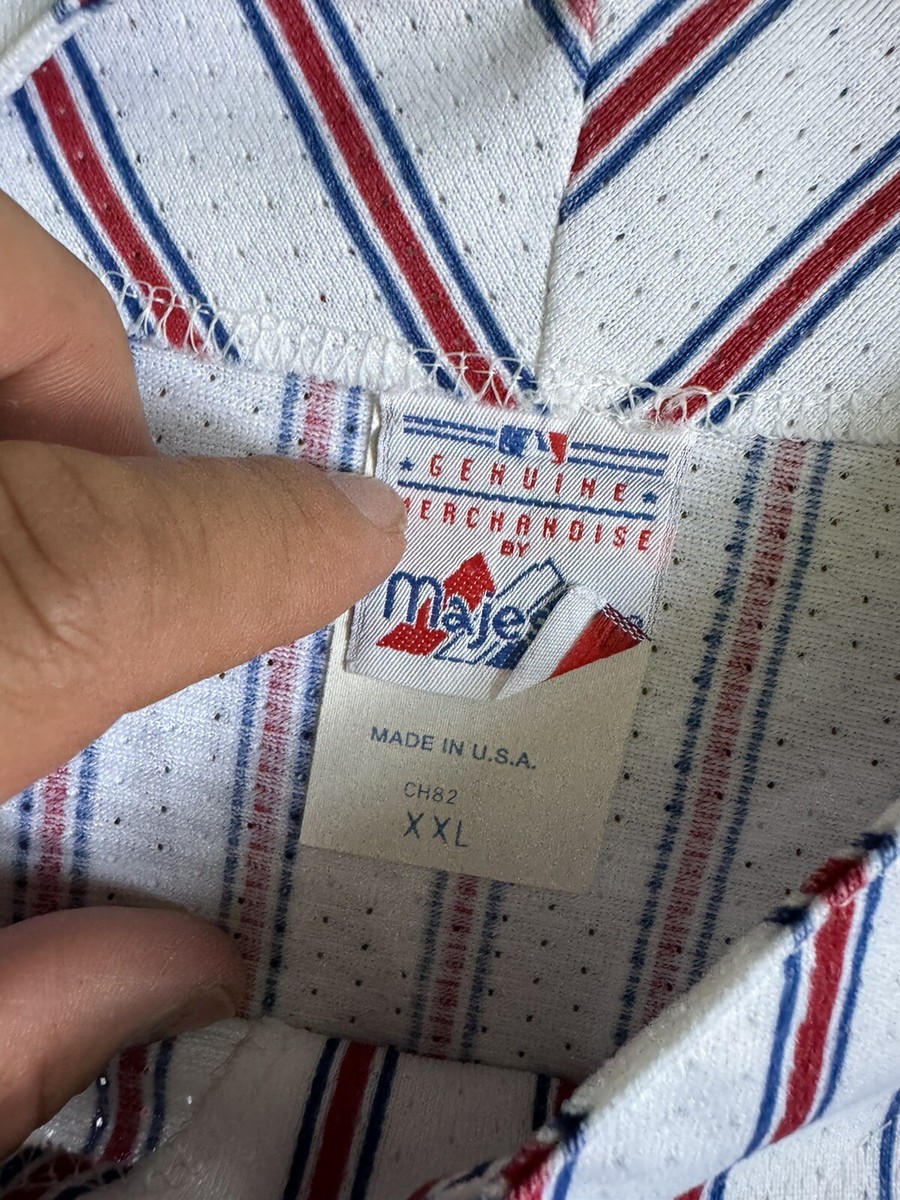 GENUINE
MERCHANDISE
BY
Majes
MADE IN U.S.A.
CH82
XXL